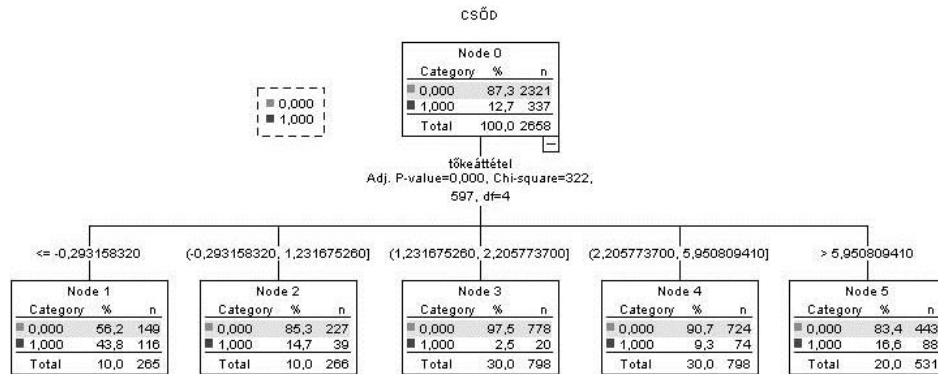 CSŐD
Node 0
Category % n
0,000 87,3 2321
1,000 12,7 337
Total 100,0 2658
0,000
1,000
tőkeáttétel
Adj. P-value=0,000, Chi-square=322,
597, df=4
<= -0,293158320
(-0,293158320, 1,231675260]
(1,231675260, 2,205773700]
(2,205773700, 5,950809410]
> 5,950809410
Node 1
Category % n
0,000 56,2 149
1,000 43,8 116
Total 10,0 265
Node 2
Category % n
0,000 85,3 227
1,000 14,7 39
Total 10,0 266
Node 3
Category % n
0,000 97,5 778
1,000 2,5 20
Total 30,0 798
Node 4
Category % n
0,000 90,7 724
1,000 9,3 74
Total 30,0 798
Node 5
Category % n
0,000 83,4 443
1,000 16,6 88
Total 20,0 531